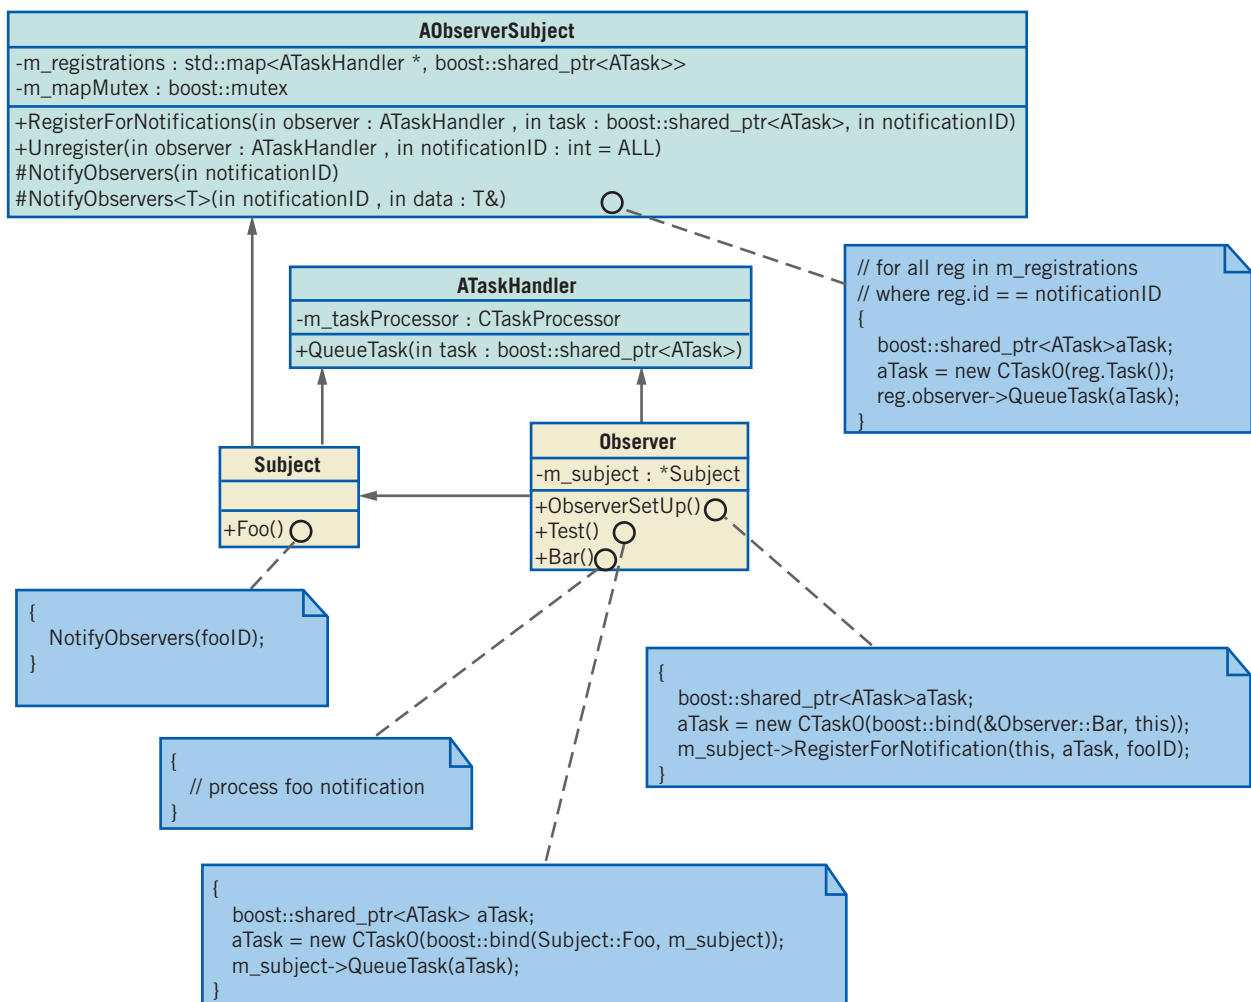 AObserverSubject
-m_registrations : std::map<ATaskHandler *, boost::shared_ptr<ATask>>
-m_mapMutex : boost::mutex
+RegisterForNotifications(in observer : ATaskHandler , in task : boost::shared_ptr<ATask>, in notificationID)
+Unregister(in observer : ATaskHandler , in notificationID : int = ALL)
#NotifyObservers(in notificationID)
#NotifyObservers<T>(in notificationID , in data : T&)
// for all reg in m_registrations
// where reg.id = = notificationID
{
boost::shared_ptr<ATask>aTask;
aTask = new CTask0(reg.Task());
reg.observer->QueueTask(aTask);
}
ATaskHandler
-m_taskProcessor : CTaskProcessor
+QueueTask(in task : boost::shared_ptr<ATask>)
Subject
+Foo()
Observer
-m_subject : *Subject
+ObserverSetUp()
+Test()
+Bar()
{
NotifyObservers(fooID);
}
{
boost::shared_ptr<ATask>aTask;
aTask = new CTask0(boost::bind(&Observer::Bar, this));
m_subject->RegisterForNotification(this, aTask, fooID);
}
{
// process foo notification
}
{
boost::shared_ptr<ATask> aTask;
aTask = new CTask0(boost::bind(Subject::Foo, m_subject));
m_subject->QueueTask(aTask);
}